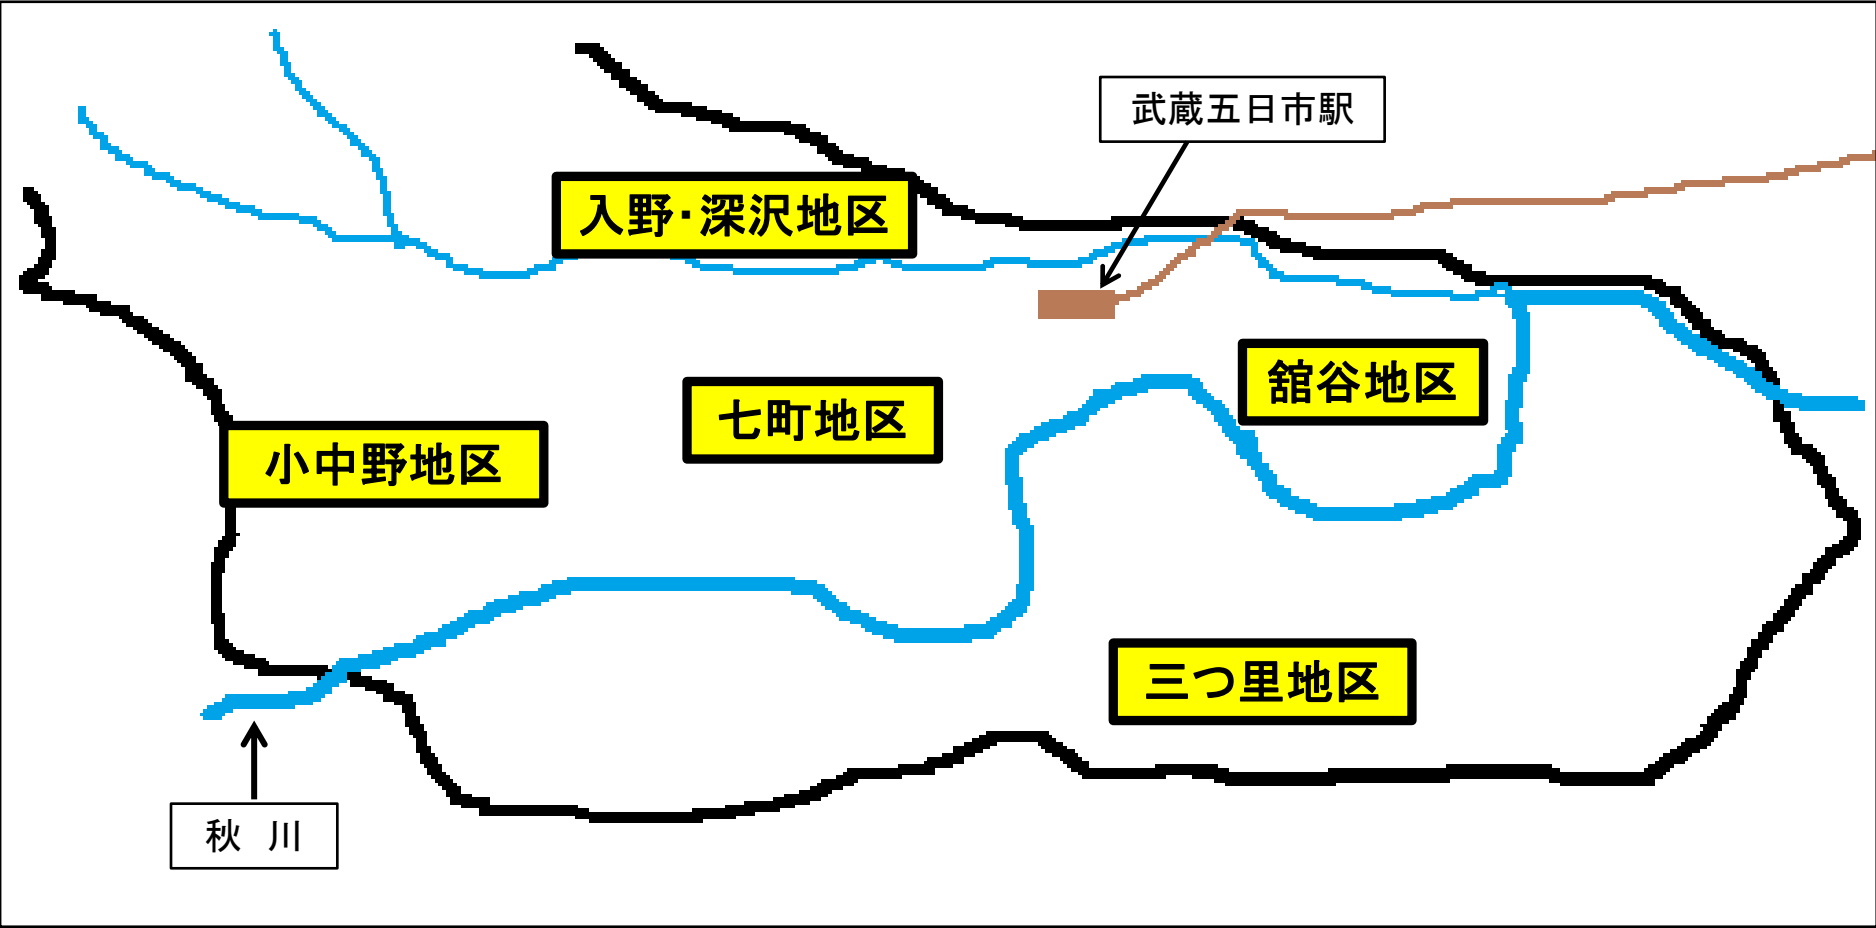 武蔵五日市駅
入野・深沢地区
舘谷地区
七町地区
小中野地区
三つ里地区
秋　川